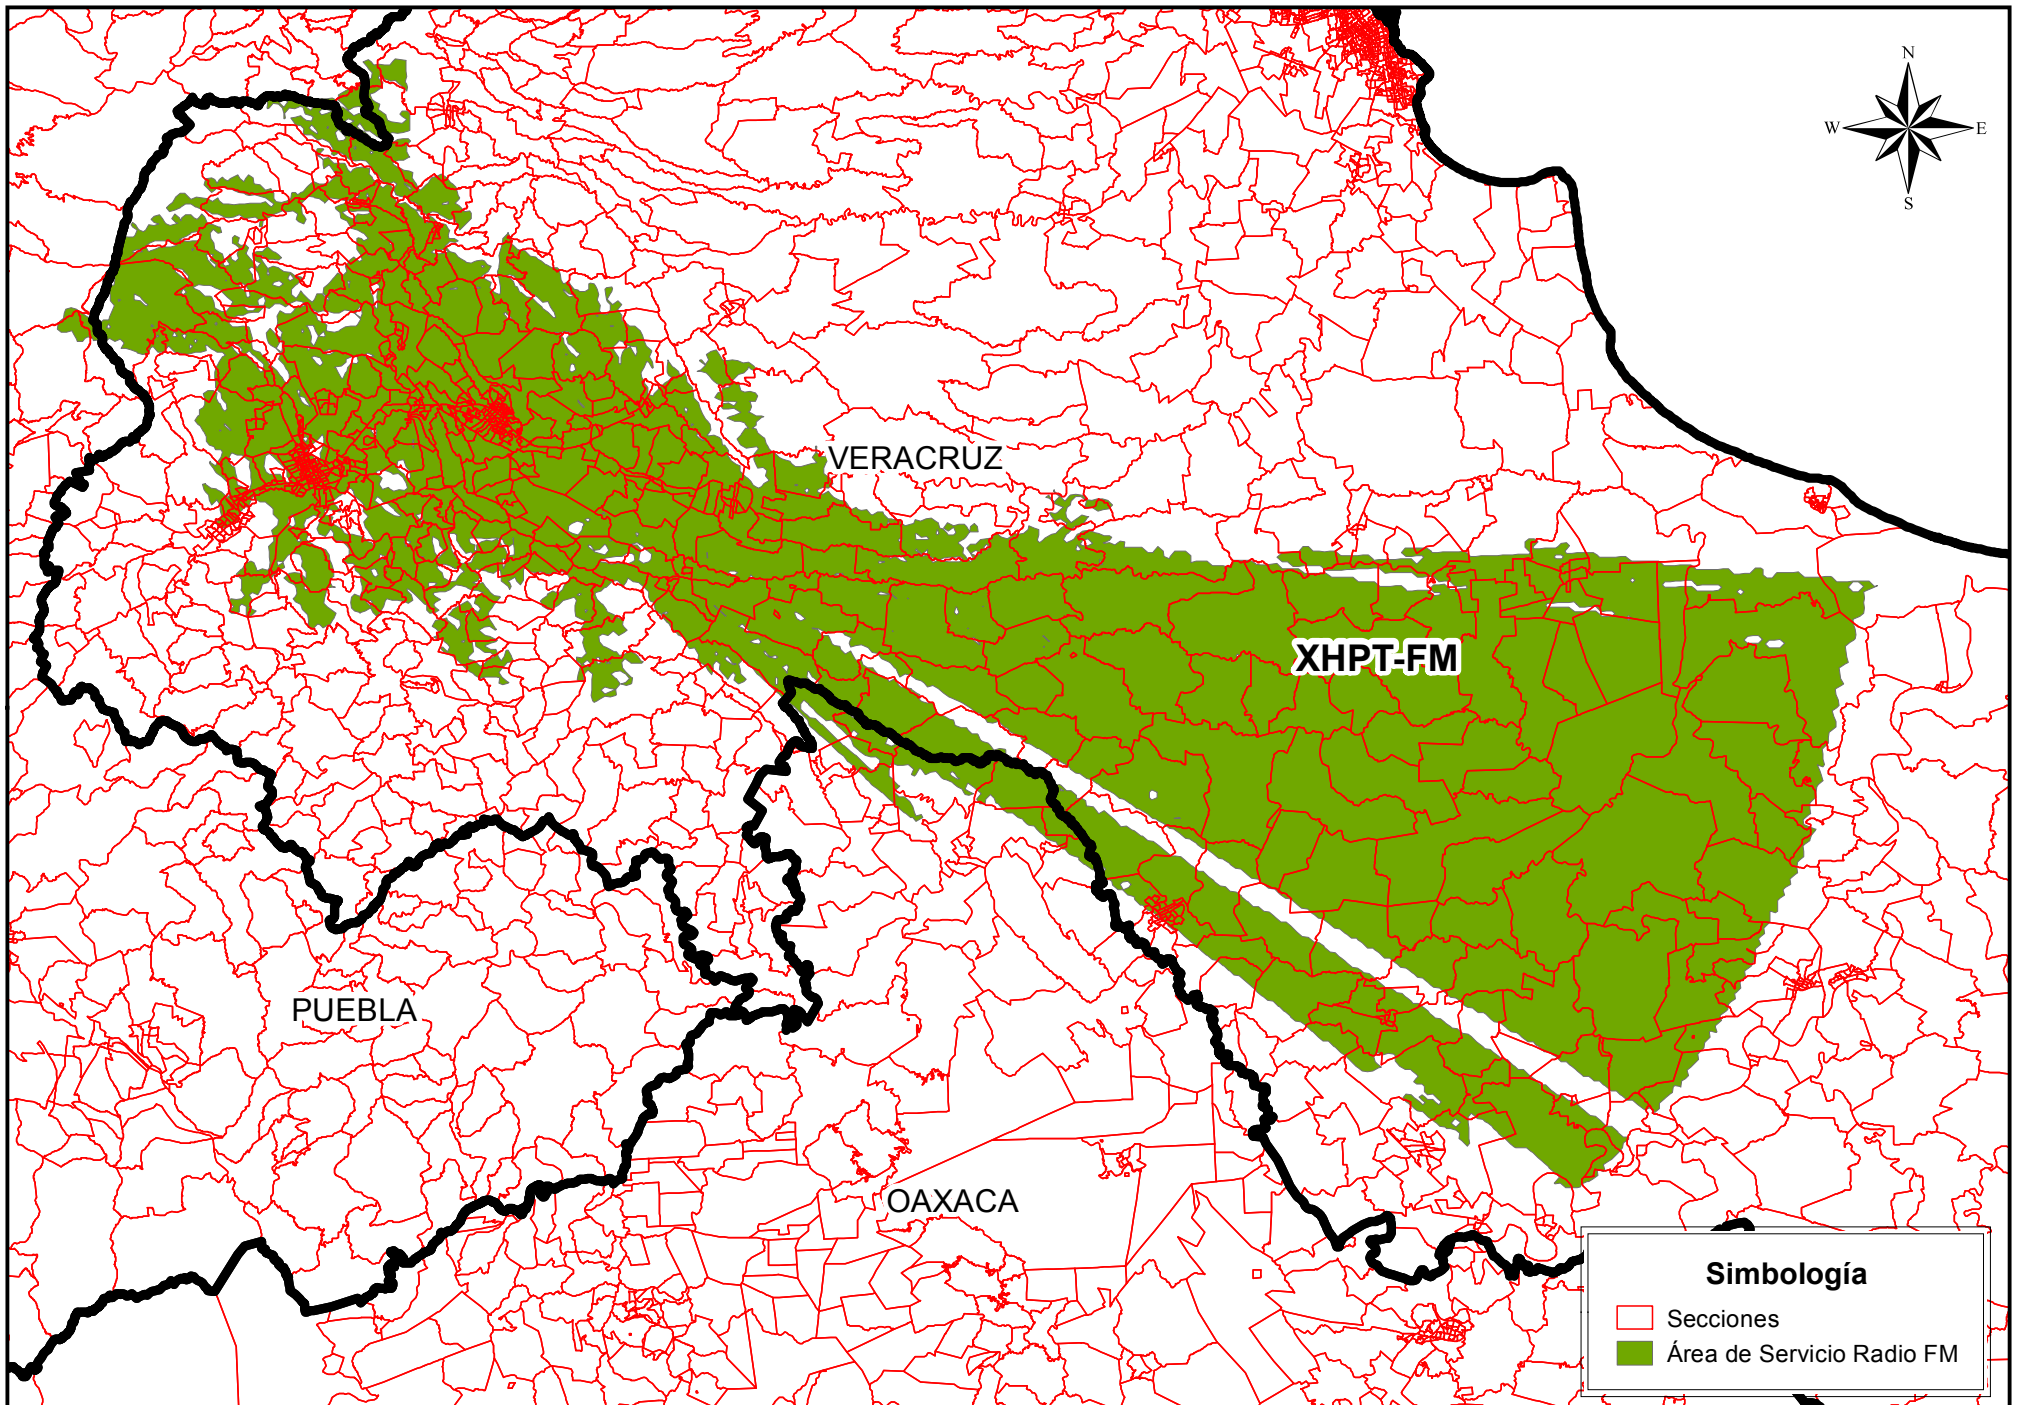 N
W E
S
VERACRUZ
XHPT-FM
PUEBLA
OAXACA
Simbología
Secciones
Área de Servicio Radio FM